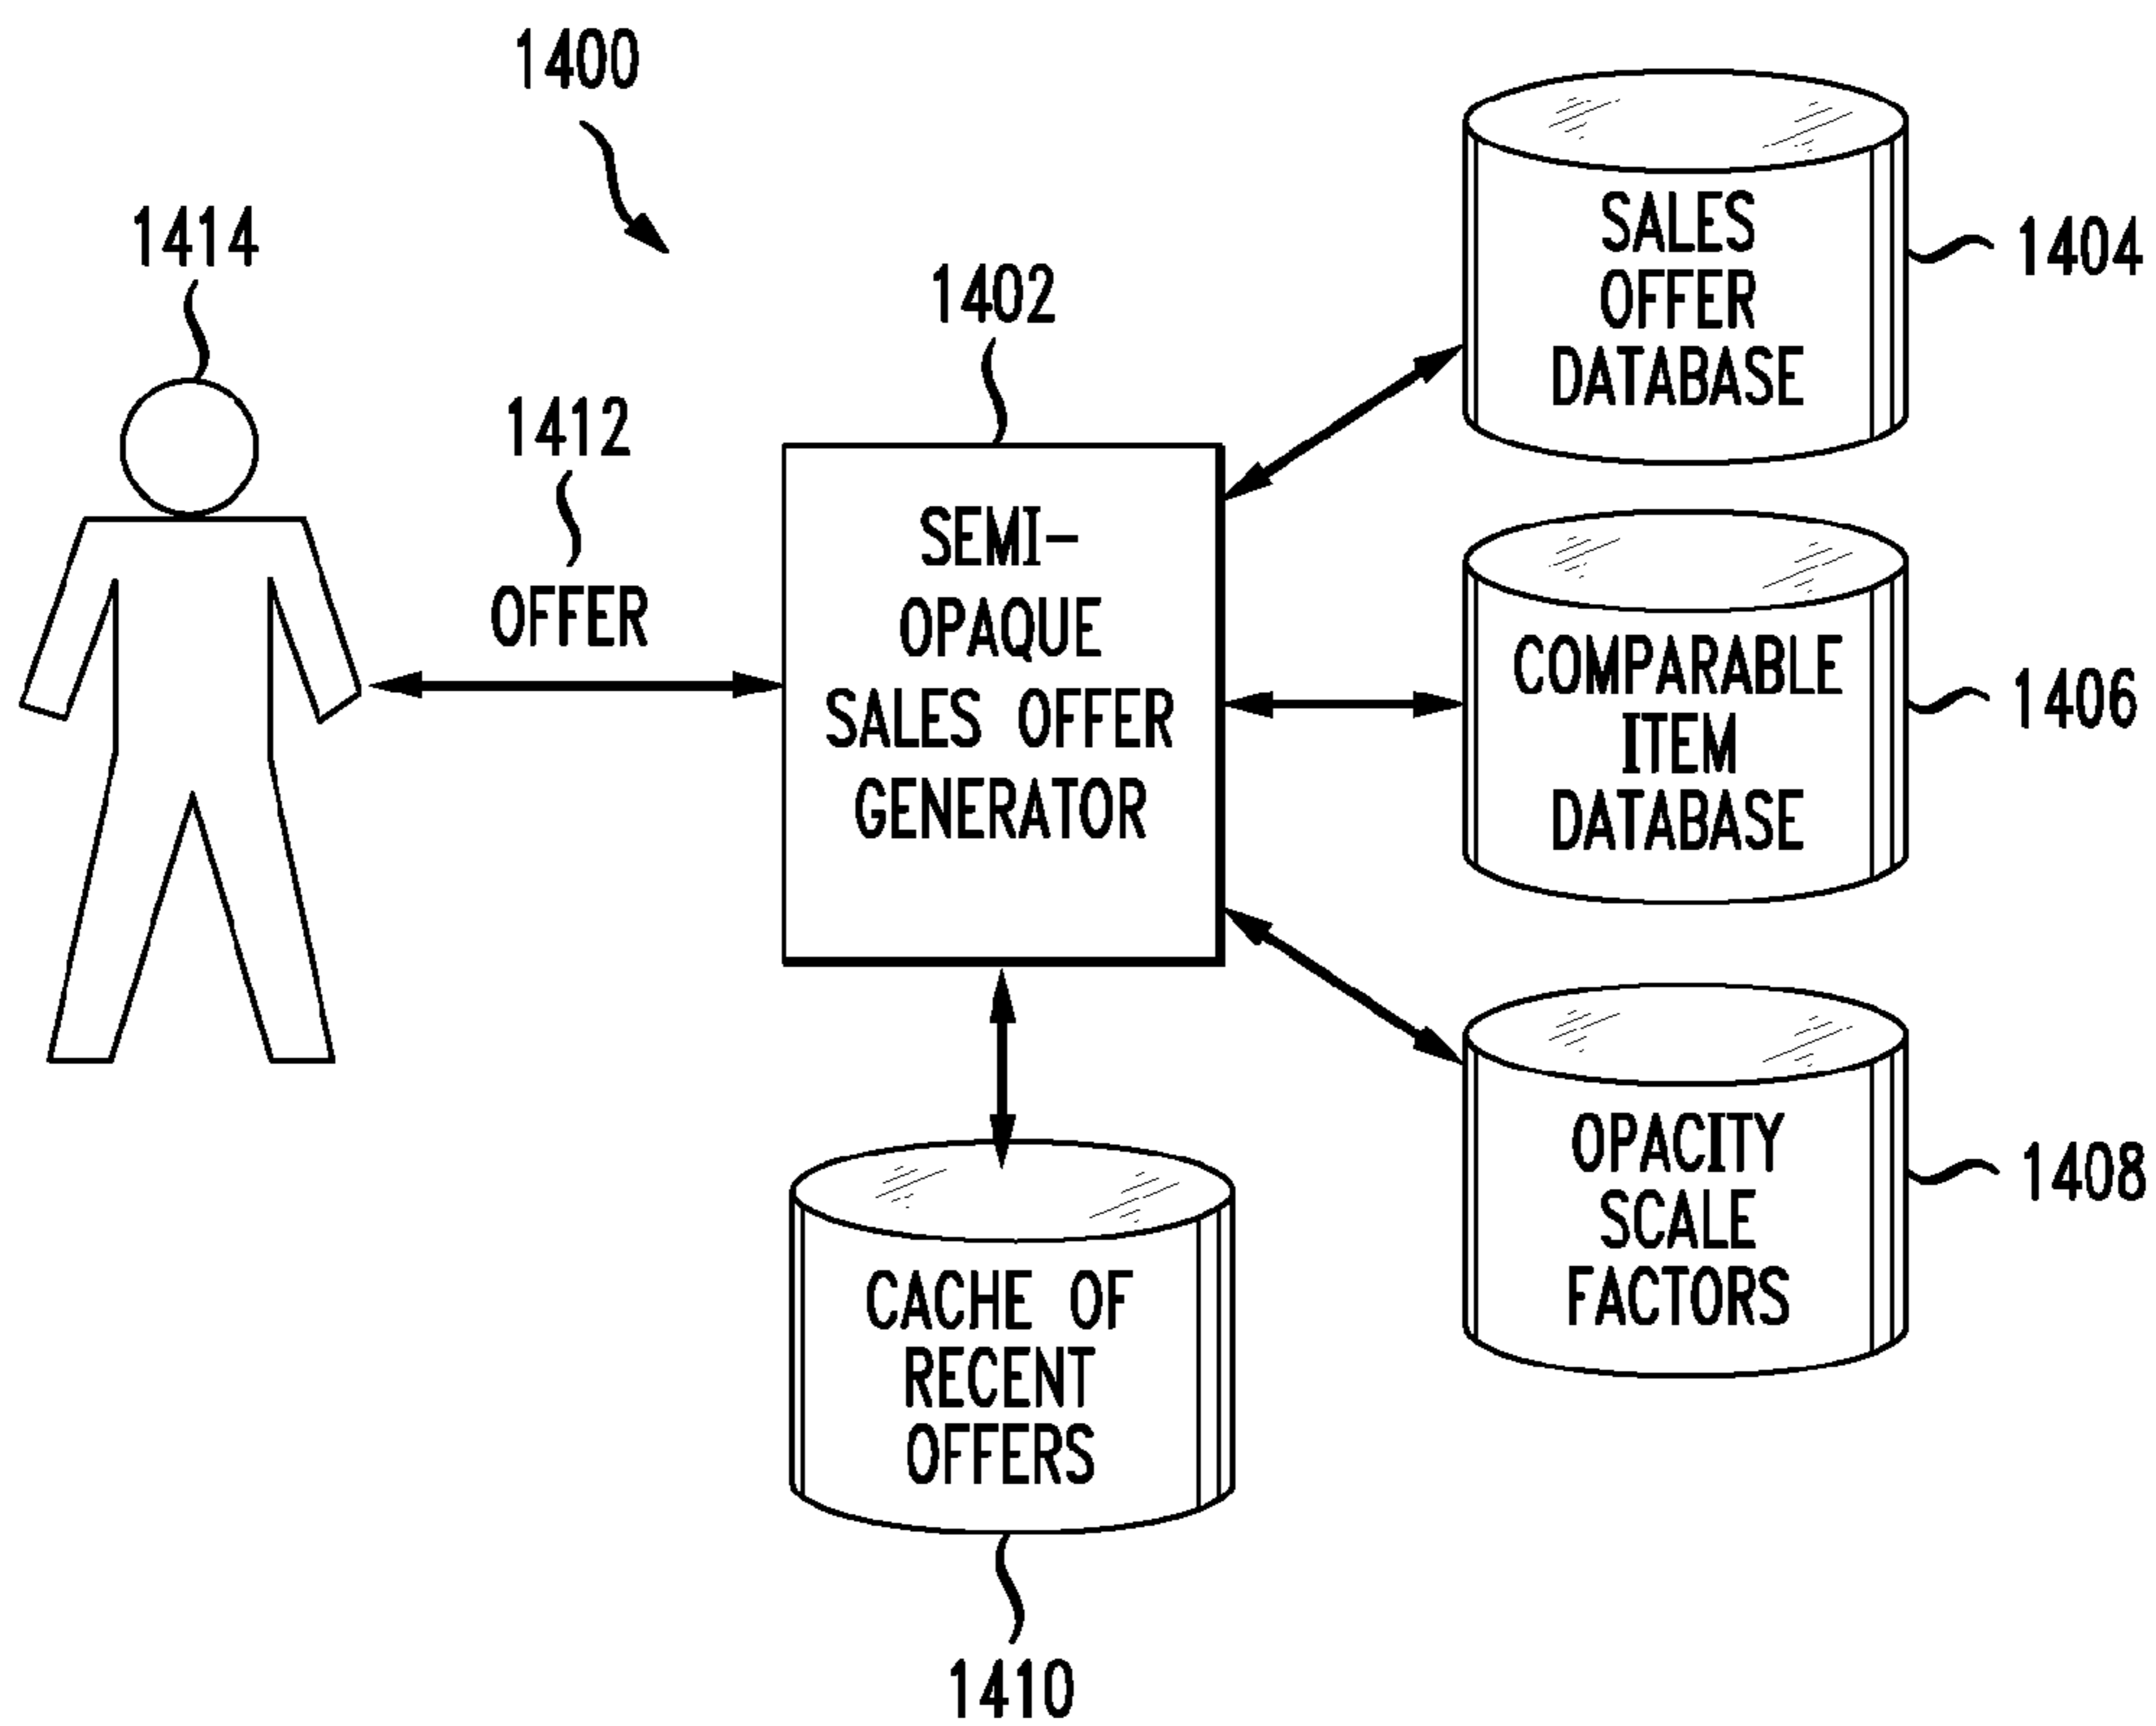 1400
1414
1412
OFFER
1402
SEMI-
OPAQUE
SALES OFFER
GENERATOR
SALES
OFFER
DATABASE
1404
COMPARABLE
ITEM
DATABASE
1406
OPACITY
SCALE
FACTORS
1408
CACHE OF
RECENT
OFFERS
1410